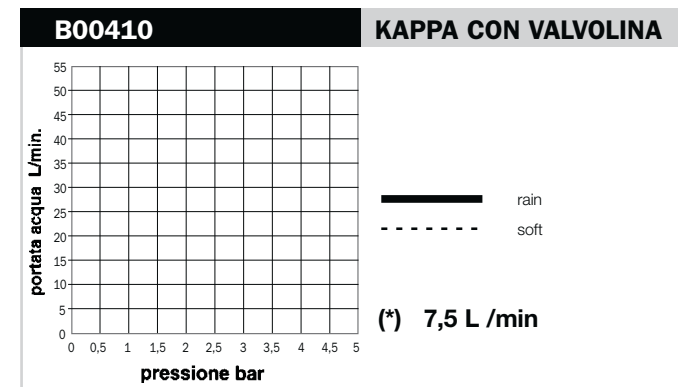 B00410
KAPPA CON VALVOLINA
portata acqua L/min.
55
50
45
40
35
30
25
20
15
10
5
0
0 0,5 1 1,5 2 2,5 3 3,5 4 4,5 5
pressione bar
rain
soft
(*) 7,5 L /min